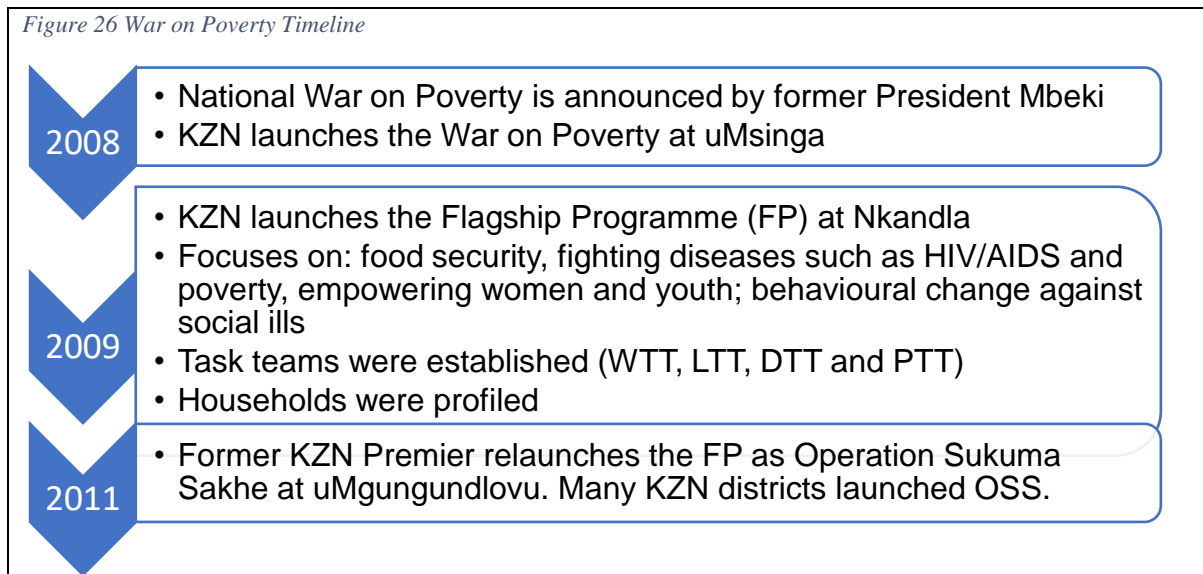 Figure 26 War on Poverty Timeline
2008
• National War on Poverty is announced by former President Mbeki
• KZN launches the War on Poverty at uMsinga
2009
• KZN launches the Flagship Programme (FP) at Nkandla
• Focuses on: food security, fighting diseases such as HIV/AIDS and
poverty, empowering women and youth; behavioural change against
social ills
• Task teams were established (WTT, LTT, DTT and PTT)
• Households were profiled
2011
• Former KZN Premier relaunches the FP as Operation Sukuma
Sakhe at uMgungundlovu. Many KZN districts launched OSS.